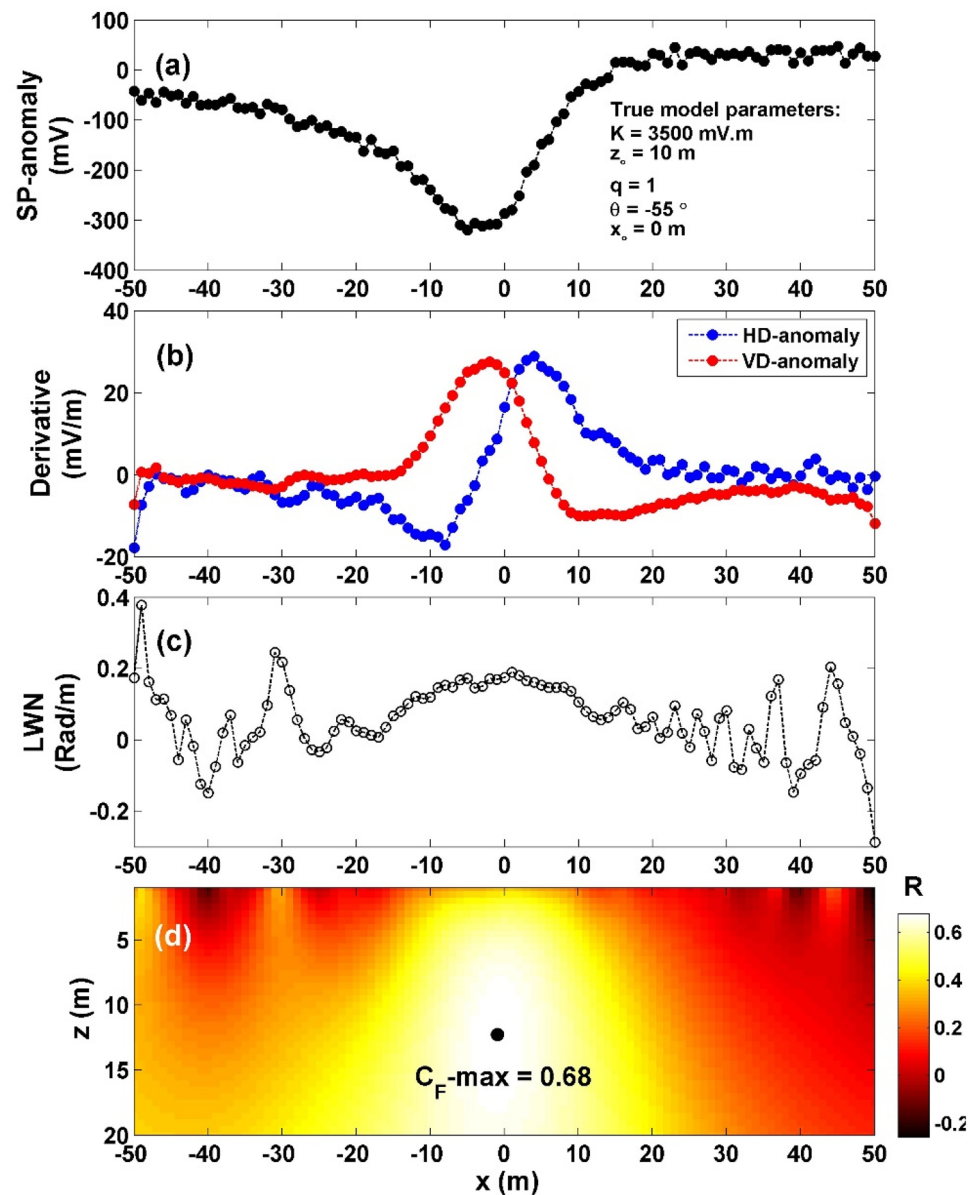 100
0
-100
-200
-300
-400
SP-anomaly
(mV)
(a)
True model parameters:
K = 3500 mV.m
z₀ = 10 m
q = 1
θ = -55 °
x₀ = 0 m
-50 -40 -30 -20 -10 0 10 20 30 40 50
40
20
0
-20
Derivative
(mV/m)
(b)
HD-anomaly
VD-anomaly
-50 -40 -30 -20 -10 0 10 20 30 40 50
0.4
0.2
0
-0.2
LWN
(Rad/m)
(c)
-50 -40 -30 -20 -10 0 10 20 30 40 50
5
10
15
20
z (m)
(d)
C_F-max = 0.68
R
0.6
0.4
0.2
0
-0.2
-50 -40 -30 -20 -10 0 10 20 30 40 50
x (m)